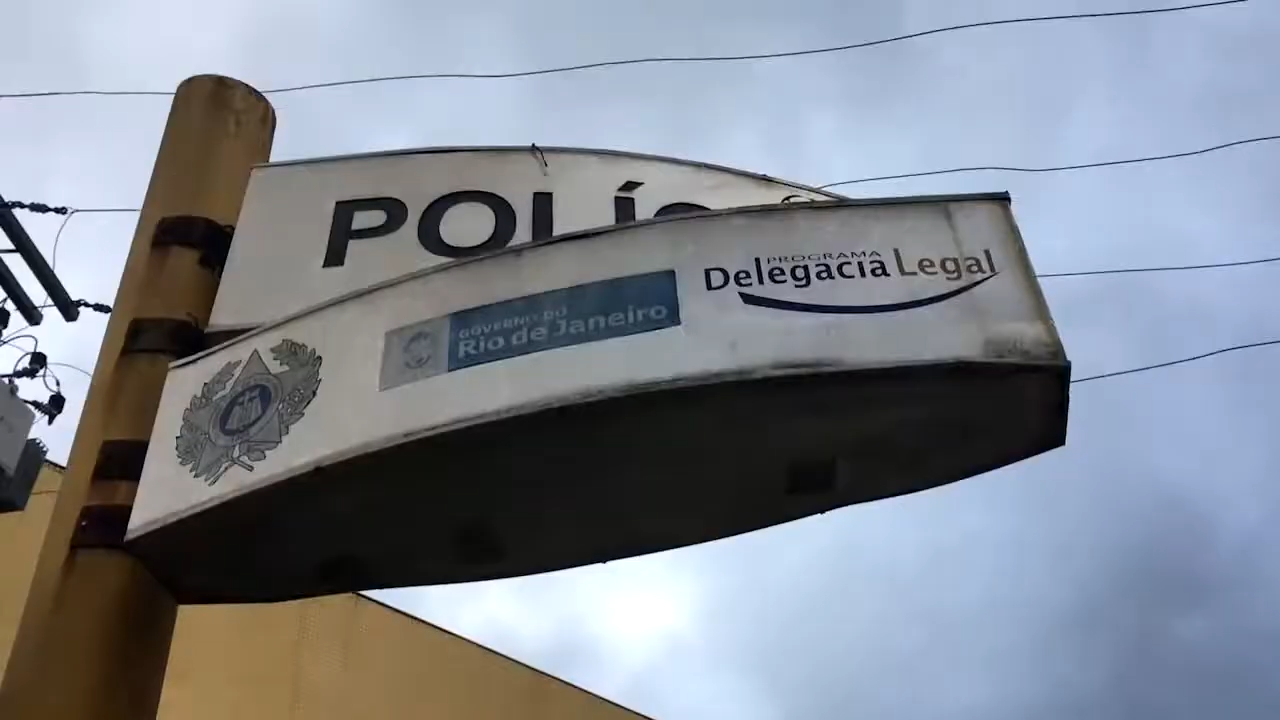 POLÍ
GOVERNO DO
Rio de Janeiro
PROGRAMA
Delegacia Legal